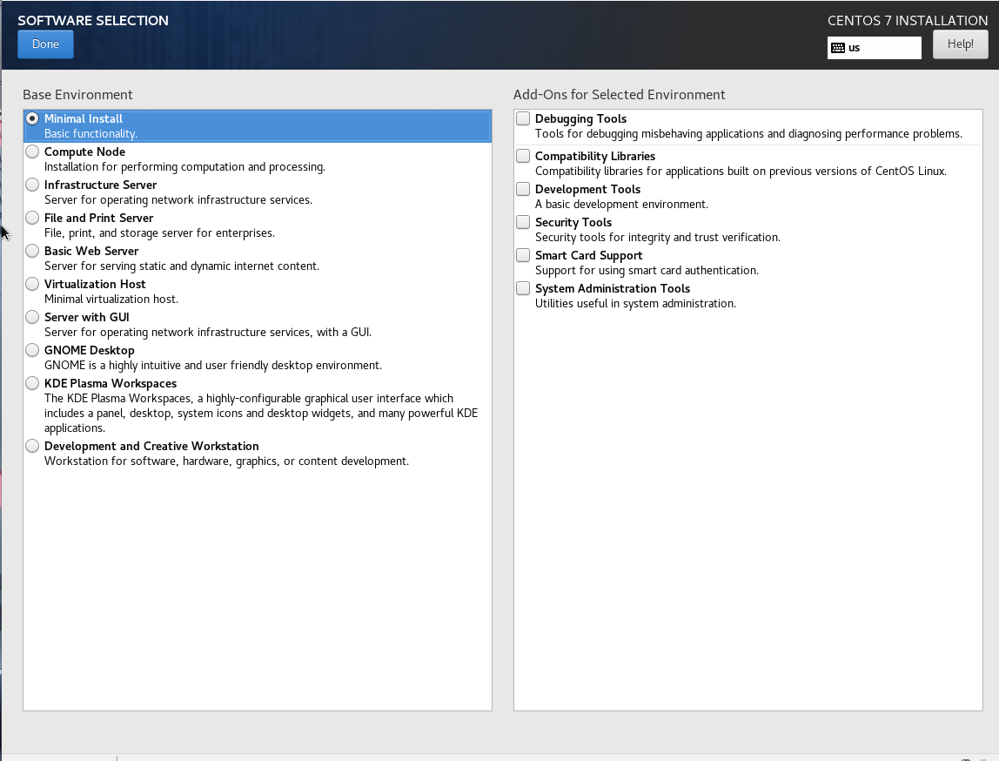 SOFTWARE SELECTION
CENTOS 7 INSTALLATION
Done
us
Help!
Base Environment
Minimal Install
Basic functionality.
Compute Node
Installation for performing computation and processing.
Infrastructure Server
Server for operating network infrastructure services.
File and Print Server
File, print, and storage server for enterprises.
Basic Web Server
Server for serving static and dynamic internet content.
Virtualization Host
Minimal virtualization host.
Server with GUI
Server for operating network infrastructure services, with a GUI.
GNOME Desktop
GNOME is a highly intuitive and user friendly desktop environment.
KDE Plasma Workspaces
The KDE Plasma Workspaces, a highly-configurable graphical user interface which
includes a panel, desktop, system icons and desktop widgets, and many powerful KDE
applications.
Development and Creative Workstation
Workstation for software, hardware, graphics, or content development.
Add-Ons for Selected Environment
Debugging Tools
Tools for debugging misbehaving applications and diagnosing performance problems.
Compatibility Libraries
Compatibility libraries for applications built on previous versions of CentOS Linux.
Development Tools
A basic development environment.
Security Tools
Security tools for integrity and trust verification.
Smart Card Support
Support for using smart card authentication.
System Administration Tools
Utilities useful in system administration.